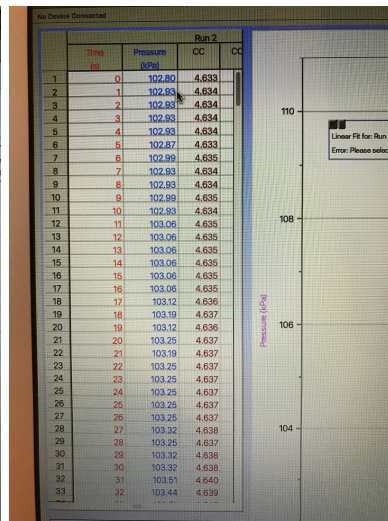 No Device Connected
Run 2
Time Pressure CC CC
(s) (kPa)
1 0 102.80 4.633
2 1 102.93 4.634
3 2 102.93 4.634
4 3 102.93 4.634
5 4 102.93 4.634
6 5 102.87 4.633
7 6 102.99 4.635
8 7 102.93 4.634
9 8 102.93 4.634
10 9 102.99 4.635
11 10 102.93 4.634
12 11 103.06 4.635
13 12 103.06 4.635
14 13 103.06 4.635
15 14 103.06 4.635
16 15 103.06 4.635
17 16 103.06 4.635
18 17 103.12 4.636
19 18 103.19 4.637
20 19 103.12 4.636
21 20 103.25 4.637
22 21 103.19 4.637
23 22 103.25 4.637
24 23 103.25 4.637
25 24 103.25 4.637
26 25 103.25 4.637
27 26 103.25 4.637
28 27 103.32 4.638
29 28 103.25 4.637
30 29 103.32 4.638
31 30 103.32 4.638
32 31 103.51 4.640
33 32 103.44 4.639
110
Linear Fit for: Run
Error: Please selec
108
106
104
Pressure (kPa)